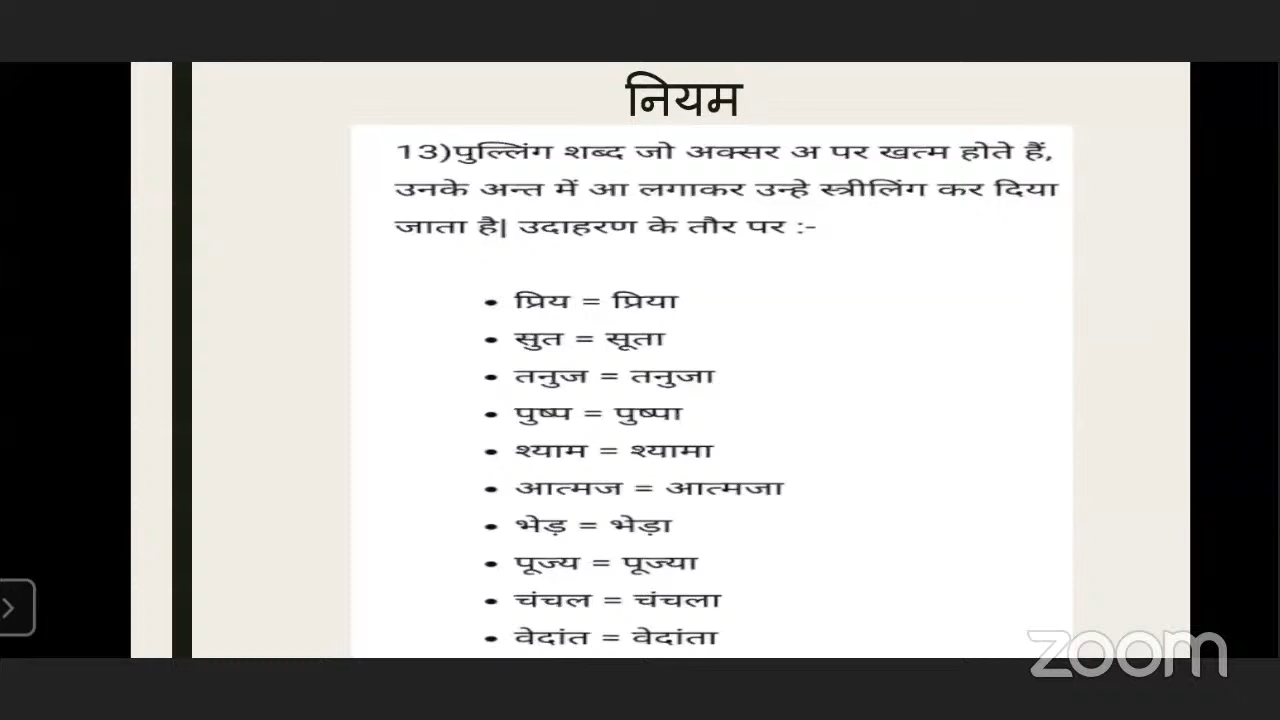 नियम
13)पुल्लिंग शब्द जो अक्सर अ पर खत्म होते हैं,
उनके अन्त में आ लगाकर उन्हे स्त्रीलिंग कर दिया
जाता है| उदाहरण के तौर पर :-
• प्रिय = प्रिया
• सुत = सूता
• तनुज = तनुजा
• पुष्प = पुष्पा
• श्याम = श्यामा
• आत्मज = आत्मजा
• भेड़ = भेड़ा
• पूज्य = पूज्या
• चंचल = चंचला
• वेदांत = वेदांता
zoom